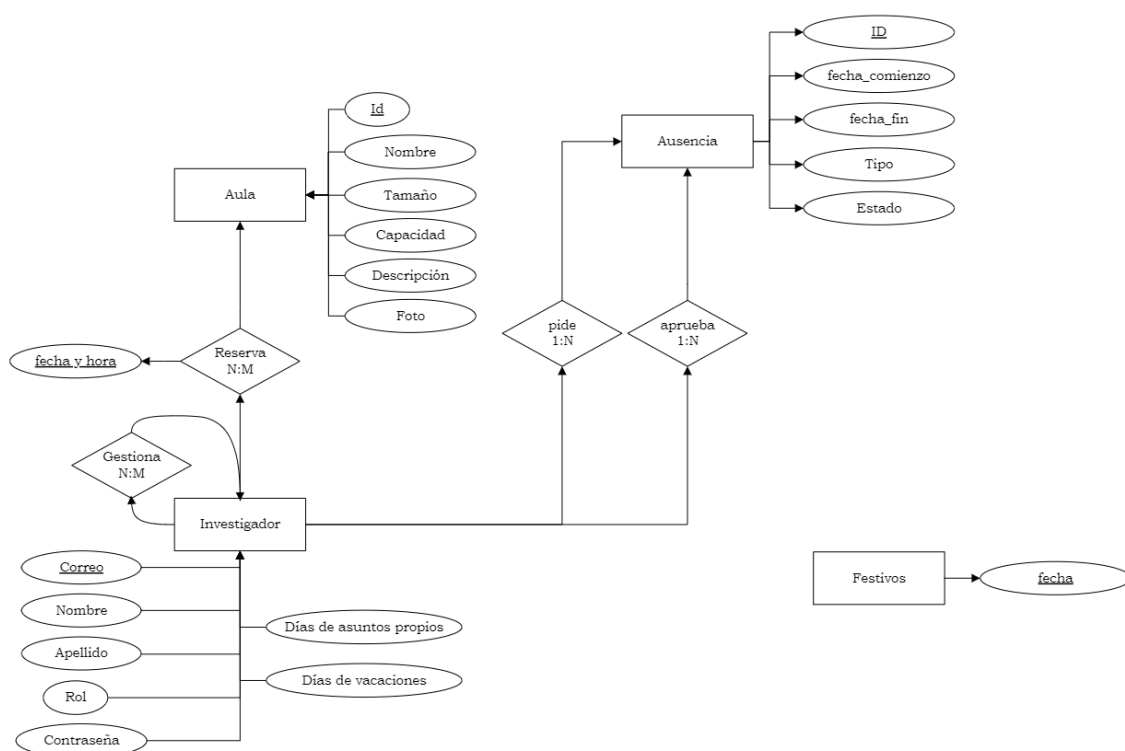 ID
fecha_comienzo
fecha_fin
Tipo
Estado
Ausencia
Id
Nombre
Tamaño
Capacidad
Descripción
Foto
Aula
pide
1:N
aprueba
1:N
Reserva
N:M
fecha y hora
Gestiona
N:M
Investigador
Correo
Nombre
Apellido
Rol
Contraseña
Días de asuntos propios
Días de vacaciones
Festivos
fecha